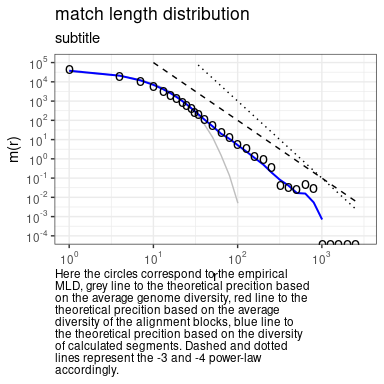 match length distribution
subtitle
m(r)
10^5
10^4
10^3
10^2
10^1
10^0
10^-1
10^-2
10^-3
10^-4
10^0 10^1 10^2 10^3
r
Here the circles correspond to the empirical
MLD, grey line to the theoretical precition based
on the average genome diversity, red line to the
theoretical precition based on the average
diversity of the alignment blocks, blue line to
the theoretical precition based on the diversity
of calculated segments. Dashed and dotted
lines represent the -3 and -4 power-law
accordingly.